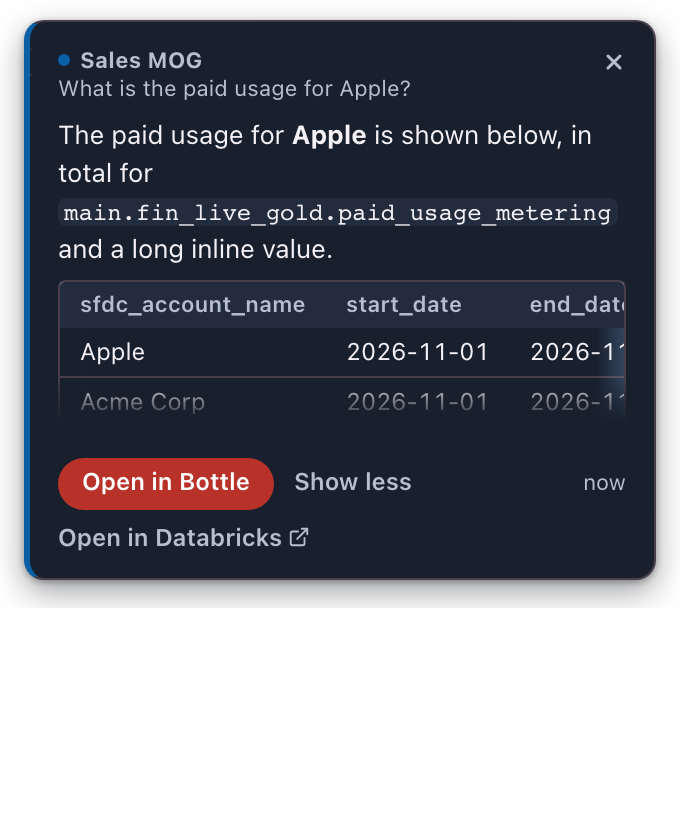 Sales MOG
What is the paid usage for Apple?
The paid usage for Apple is shown below, in
total for
main.fin_live_gold.paid_usage_metering
and a long inline value.
sfdc_account_name start_date
Apple 2026-11-01
Acme Corp 2026-11-01
Open in Bottle Show less now
Open in Databricks